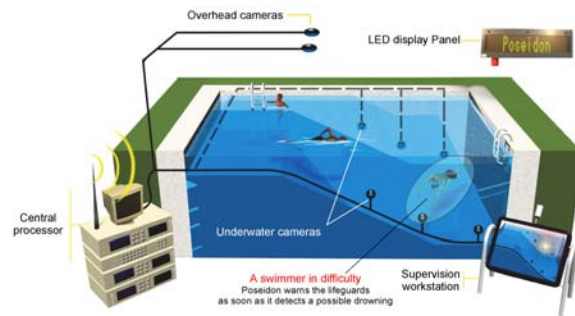 Overhead cameras
LED display Panel
Poseidon
Central
processor
Underwater cameras
A swimmer in difficulty
Poseidon warns the lifeguards
as soon as it detects a possible drowning
Supervision
workstation